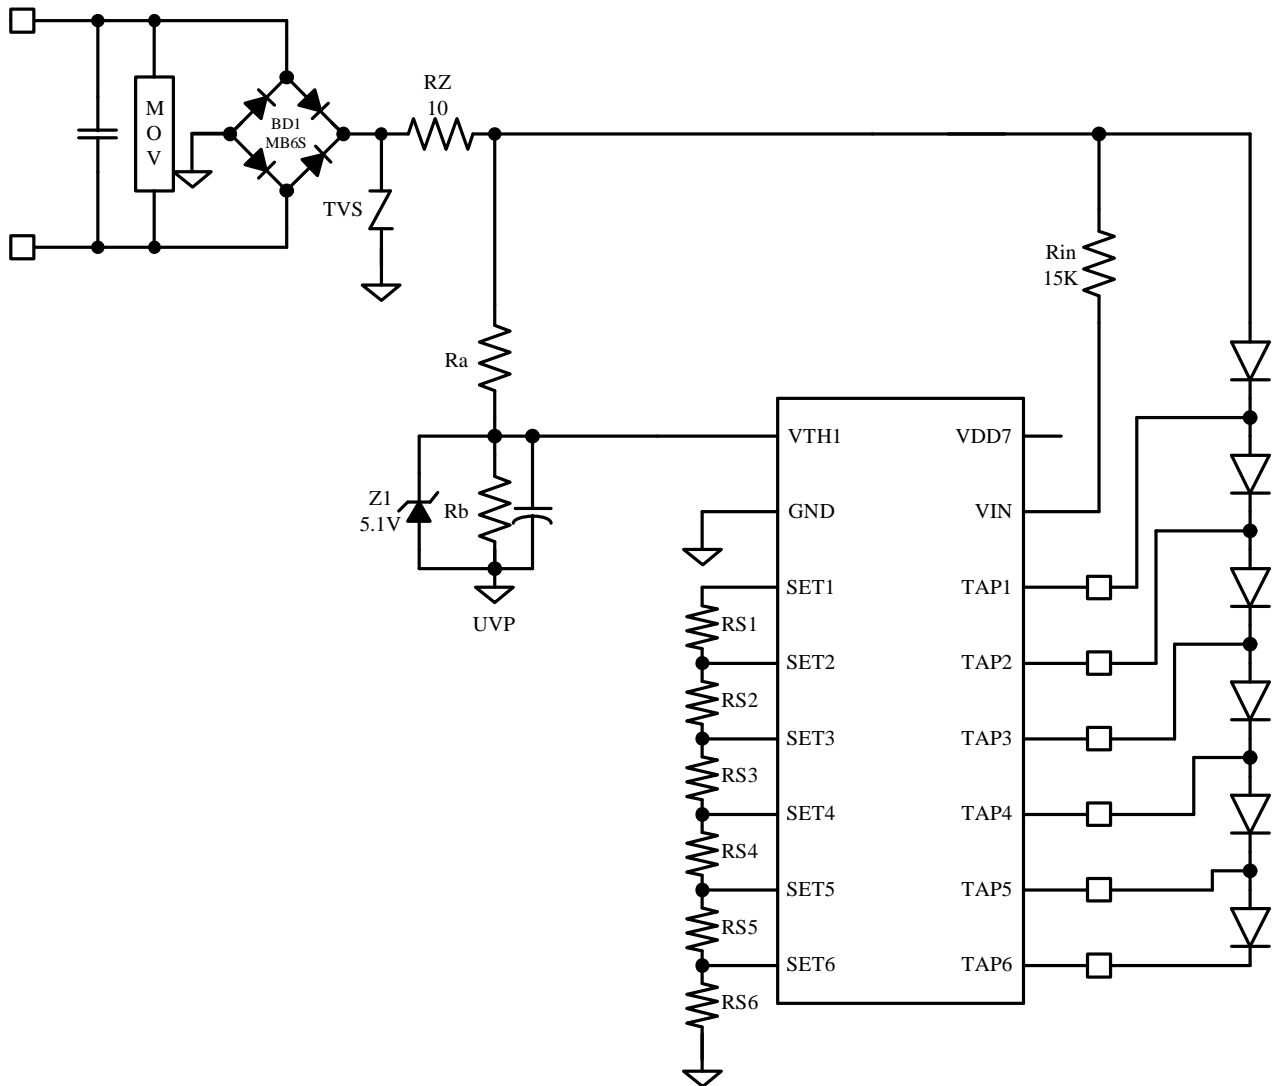 RZ
10
M
O
V
BD1
MB6S
TVS
Rin
15K
Ra
VTH1
VDD7
Z1
5.1V
Rb
GND
VIN
UVP
SET1
TAP1
RS1
SET2
TAP2
RS2
SET3
TAP3
RS3
SET4
TAP4
RS4
SET5
TAP5
RS5
SET6
TAP6
RS6